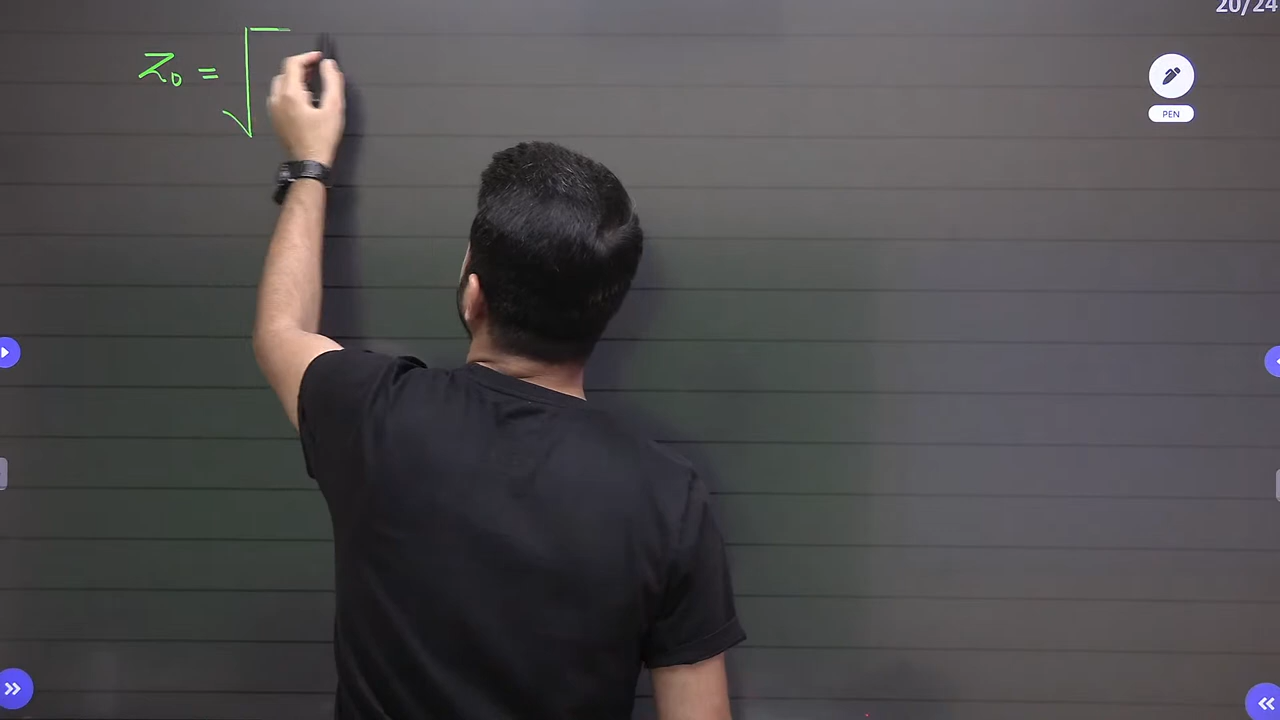 20/24
Z₀ = √
PEN